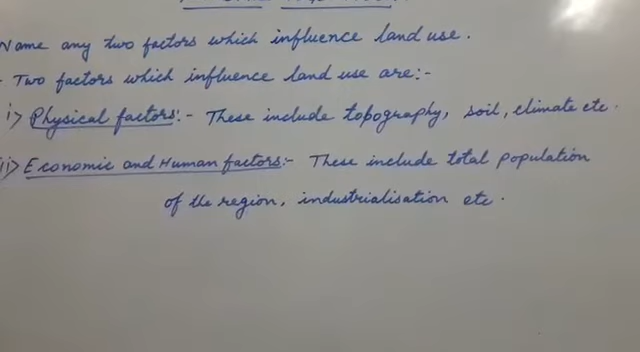 Name any two factors which influence land use.
- Two factors which influence land use are:-
i) Physical factors:- These include topography, soil, climate etc.
ii) Economic and Human factors:- These include total population
of the region, industrialisation etc.